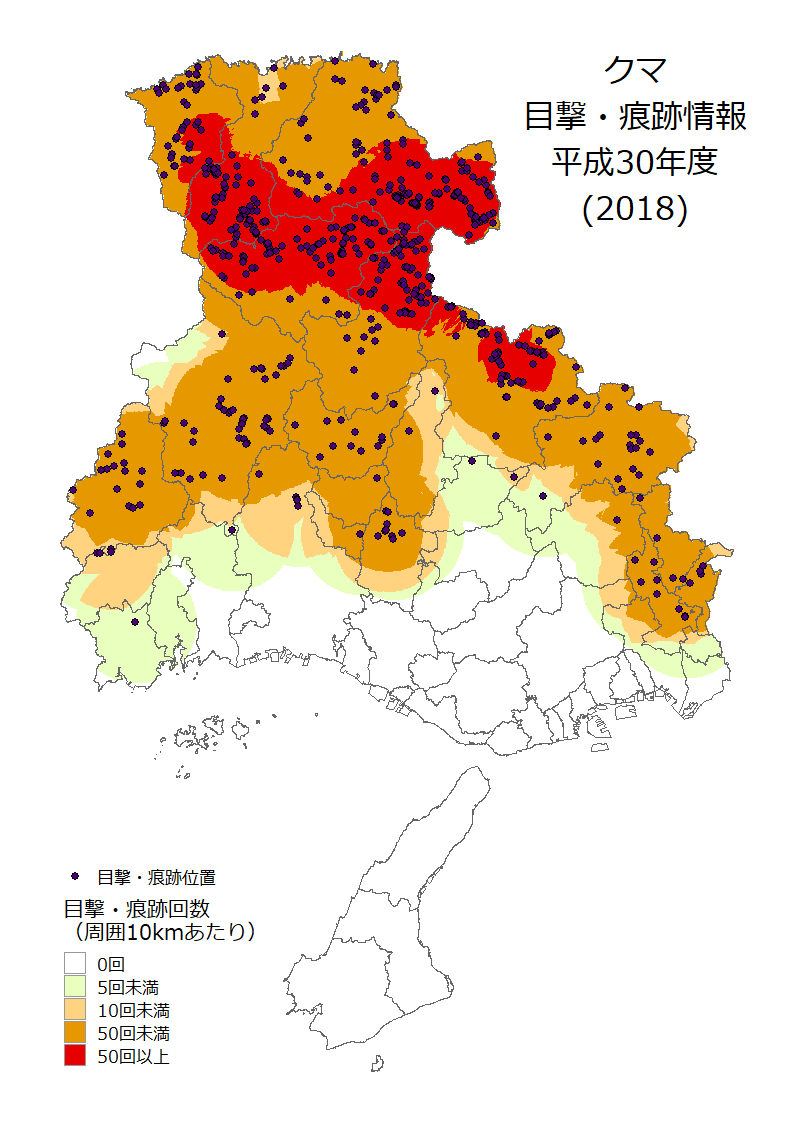 クマ
目撃・痕跡情報
平成30年度
(2018)
目撃・痕跡位置
目撃・痕跡回数
（周囲10kmあたり）
0回
5回未満
10回未満
50回未満
50回以上